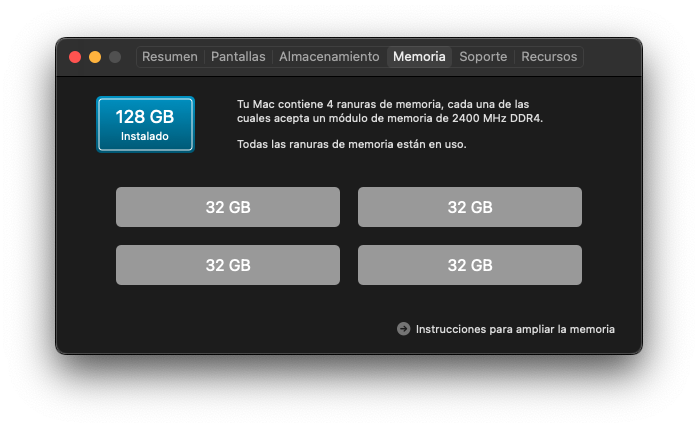 Resumen Pantallas Almacenamiento Memoria Soporte Recursos
128 GB
Instalado
Tu Mac contiene 4 ranuras de memoria, cada una de las
cuales acepta un módulo de memoria de 2400 MHz DDR4.
Todas las ranuras de memoria están en uso.
32 GB 32 GB
32 GB 32 GB
Instrucciones para ampliar la memoria